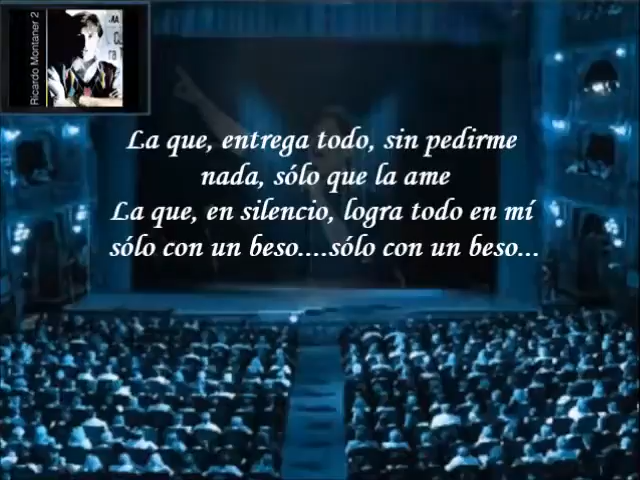 Ricardo Montaner 2
La que, entrega todo, sin pedirme
nada, sólo que la ame
La que, en silencio, logra todo en mí
sólo con un beso....sólo con un beso...